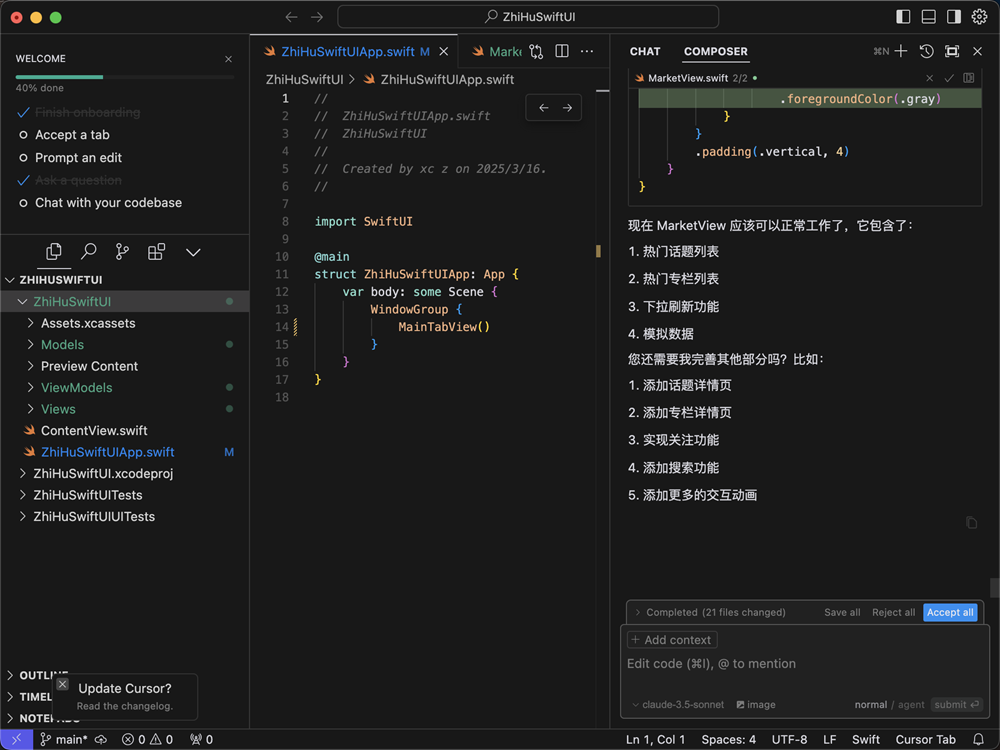 ZhiHuSwiftUI
WELCOME
40% done
Finish onboarding
Accept a tab
Prompt an edit
Ask a question
Chat with your codebase
ZHIHUSWIFTUI
ZhiHuSwiftUI
Assets.xcassets
Models
Preview Content
ViewModels
Views
ContentView.swift
ZhiHuSwiftUIApp.swift M
ZhiHuSwiftUI.xcodeproj
ZhiHuSwiftUITests
ZhiHuSwiftUIUITests
OUTLINE
Update Cursor?
Read the changelog.
ZhiHuSwiftUIApp.swift M
ZhiHuSwiftUI > ZhiHuSwiftUIApp.swift
1 //
2 // ZhiHuSwiftUIApp.swift
3 // ZhiHuSwiftUI
4 //
5 // Created by xc z on 2025/3/16.
6 //
7
8 import SwiftUI
9
10 @main
11 struct ZhiHuSwiftUIApp: App {
12 var body: some Scene {
13 WindowGroup {
14 MainTabView()
15 }
16 }
17 }
18
CHAT COMPOSER ⌘N
MarketView.swift 2/2
.foregroundColor(.gray)
}
}
.padding(.vertical, 4)
}
}
现在 MarketView 应该可以正常工作了，它包含了：
1. 热门话题列表
2. 热门专栏列表
3. 下拉刷新功能
4. 模拟数据
您还需要我完善其他部分吗？比如：
1. 添加话题详情页
2. 添加专栏详情页
3. 实现关注功能
4. 添加搜索功能
5. 添加更多的交互动画
Completed (21 files changed) Save all Reject all Accept all
+ Add context
Edit code (⌘I), @ to mention
claude-3.5-sonnet image normal / agent submit
main* 0 0 0 Ln 1, Col 1 Spaces: 4 UTF-8 LF Swift Cursor Tab